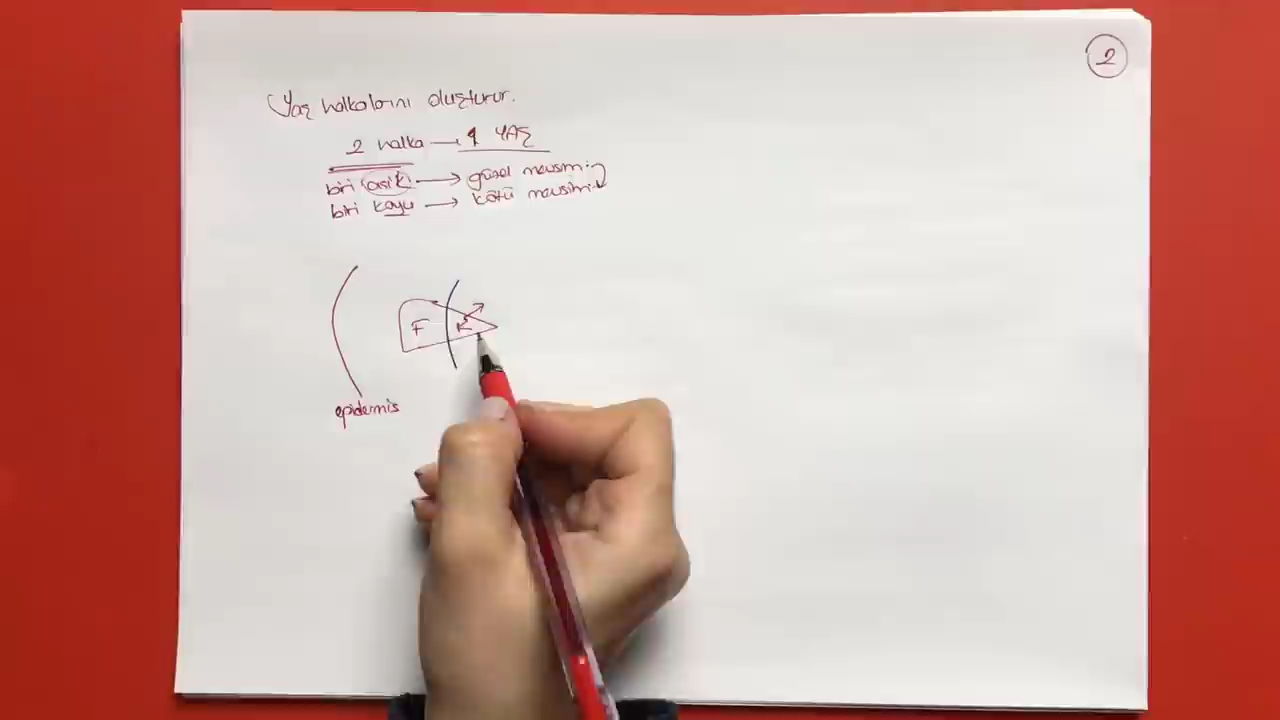 2
Yaş halkalarını oluşturur.
2 halka → 1 YAŞ
biri açık → güzel mevsim
biri koyu → kötü mevsim
F
epidermis